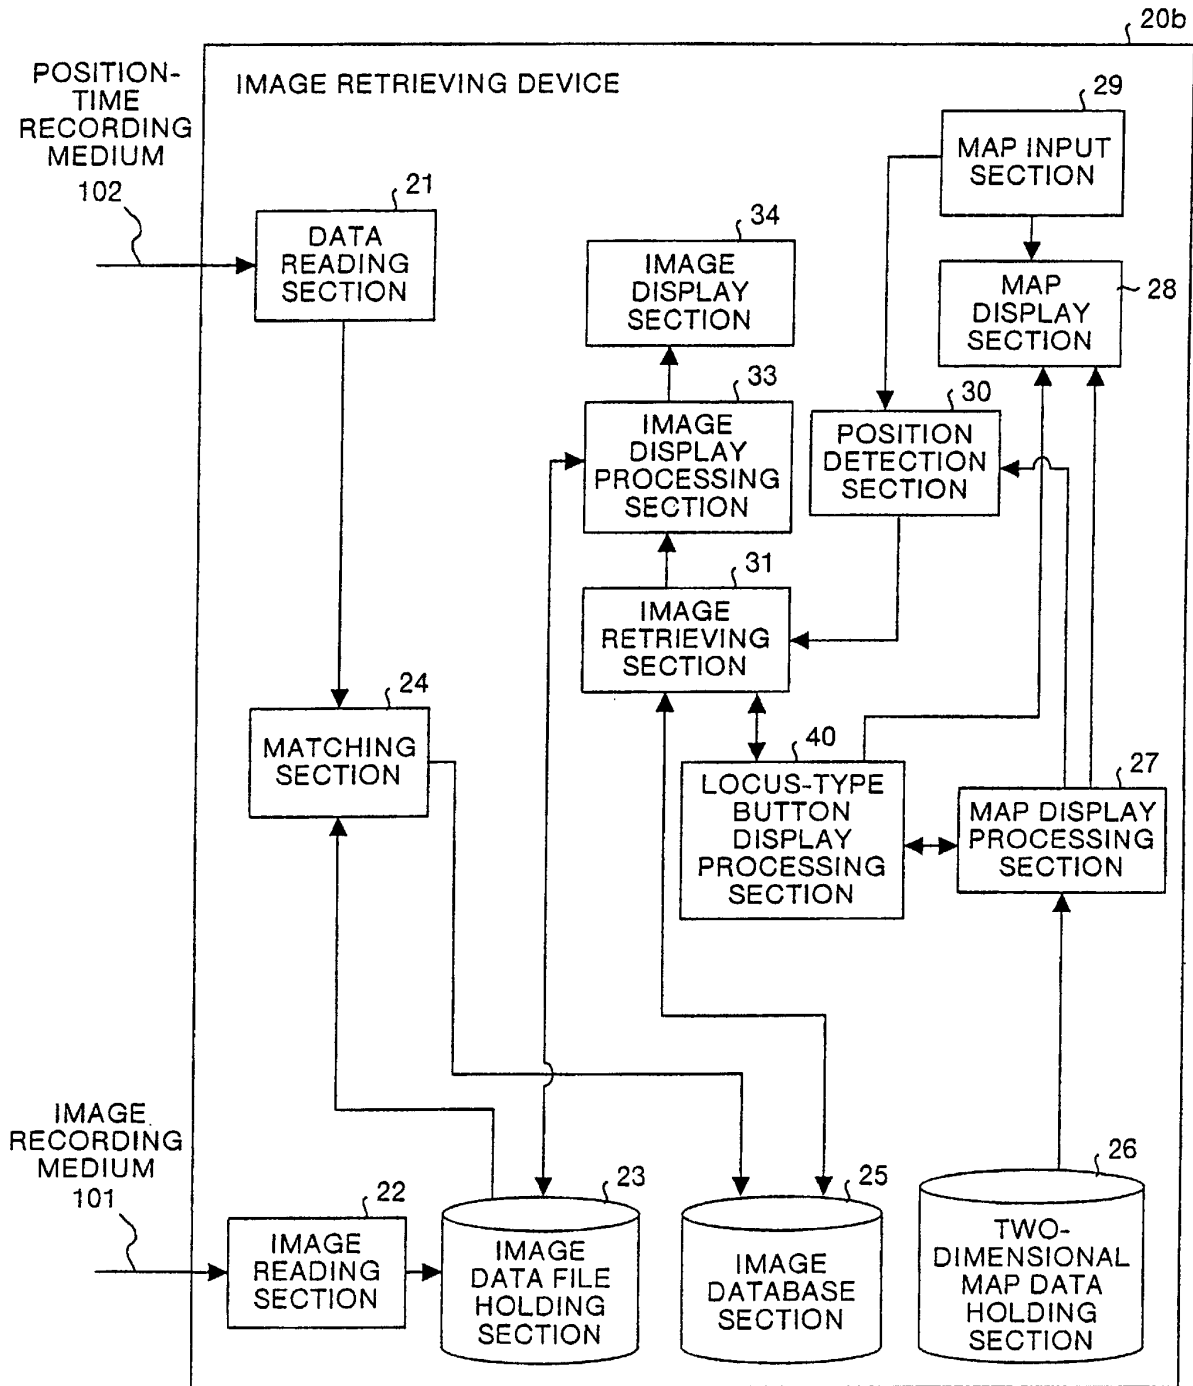 20b
POSITION-
TIME
RECORDING
MEDIUM
102
IMAGE RETRIEVING DEVICE
29
MAP INPUT
SECTION
21
DATA
READING
SECTION
34
IMAGE
DISPLAY
SECTION
MAP
DISPLAY
SECTION
28
33
IMAGE
DISPLAY
PROCESSING
SECTION
30
POSITION
DETECTION
SECTION
31
IMAGE
RETRIEVING
SECTION
24
MATCHING
SECTION
40
LOCUS-TYPE
BUTTON
DISPLAY
PROCESSING
SECTION
27
MAP DISPLAY
PROCESSING
SECTION
IMAGE
RECORDING
MEDIUM
101
22
IMAGE
READING
SECTION
23
IMAGE
DATA FILE
HOLDING
SECTION
25
IMAGE
DATABASE
SECTION
26
TWO-
DIMENSIONAL
MAP DATA
HOLDING
SECTION